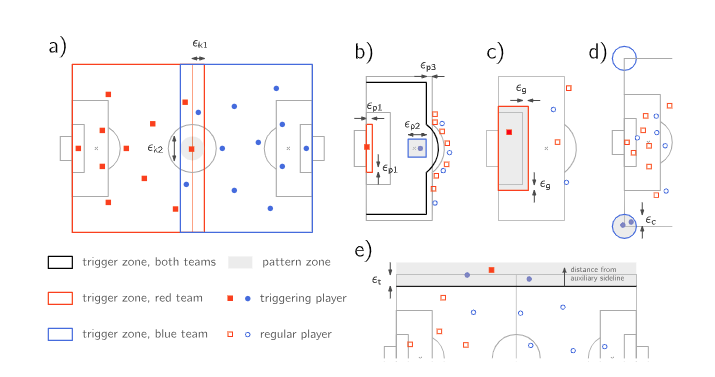 a)
ϵk1
ϵk2
b)
ϵp3
ϵp1
ϵp2
ϵp1
c)
ϵg
ϵg
d)
ϵc
e)
ϵt
distance from
auxiliary sideline
trigger zone, both teams
pattern zone
trigger zone, red team
triggering player
trigger zone, blue team
regular player